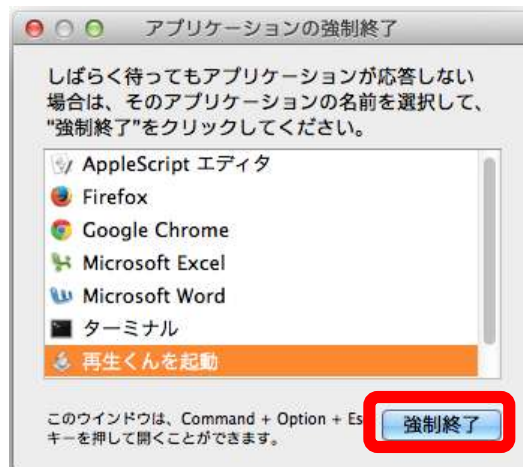 アプリケーションの強制終了
しばらく待ってもアプリケーションが応答しない
場合は、そのアプリケーションの名前を選択して、
"強制終了"をクリックしてください。
AppleScript エディタ
Firefox
Google Chrome
Microsoft Excel
Microsoft Word
ターミナル
再生くんを起動
このウインドウは、Command + Option + Es
キーを押して開くことができます。
強制終了